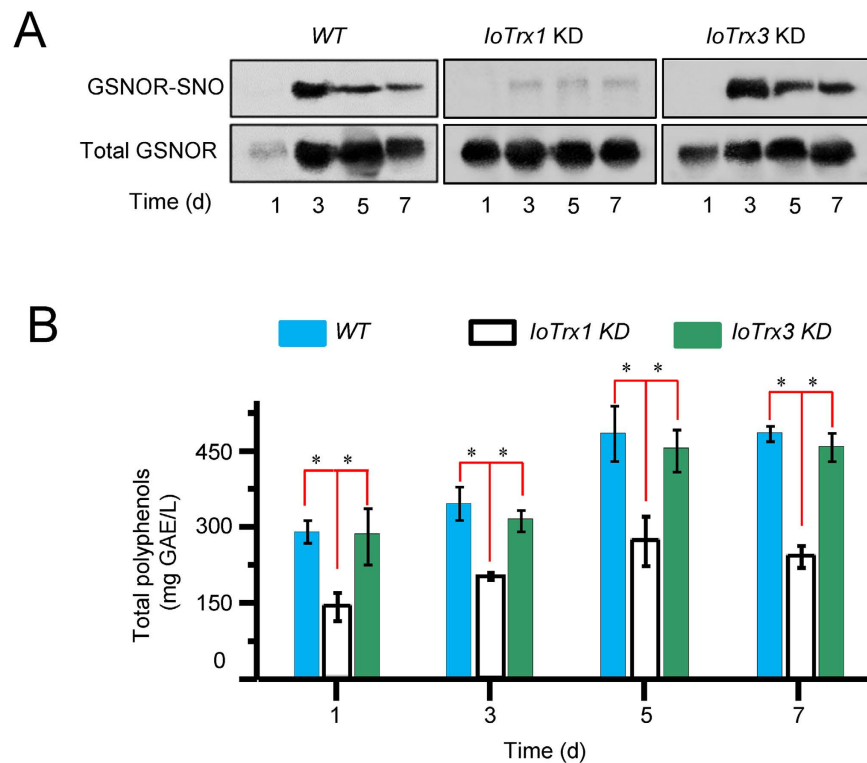 A
WT IoTrx1 KD IoTrx3 KD
GSNOR-SNO
Total GSNOR
Time (d) 1 3 5 7 1 3 5 7 1 3 5 7
B
WT IoTrx1 KD IoTrx3 KD
* * * * * * * *
450
300
150
0
Total polyphenols
(mg GAE/L)
1 3 5 7
Time (d)